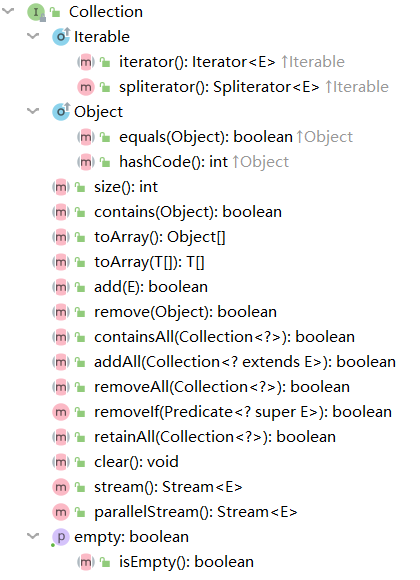 Collection
Iterable
iterator(): Iterator<E> ↑Iterable
spliterator(): Spliterator<E> ↑Iterable
Object
equals(Object): boolean ↑Object
hashCode(): int ↑Object
size(): int
contains(Object): boolean
toArray(): Object[]
toArray(T[]): T[]
add(E): boolean
remove(Object): boolean
containsAll(Collection<?>): boolean
addAll(Collection<? extends E>): boolean
removeAll(Collection<?>): boolean
removeIf(Predicate<? super E>): boolean
retainAll(Collection<?>): boolean
clear(): void
stream(): Stream<E>
parallelStream(): Stream<E>
empty: boolean
isEmpty(): boolean